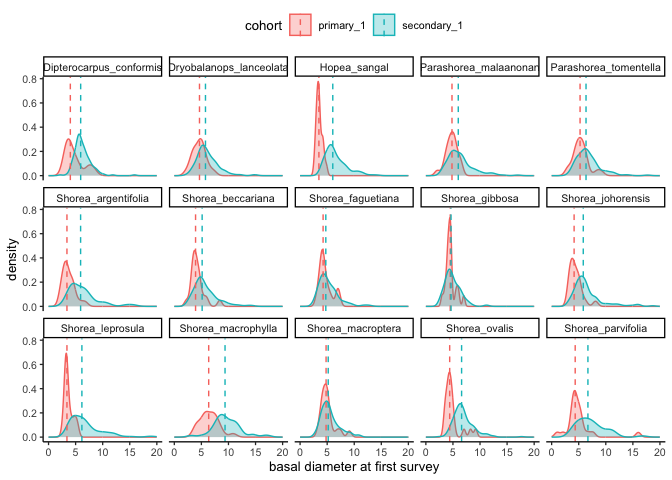 cohort primary_1 secondary_1
Dipterocarpus_conformis Dryobalanops_lanceolata Hopea_sangal Parashorea_malaanonan Parashorea_tomentella
0.8
0.6
0.4
0.2
0.0
Shorea_argentifolia Shorea_beccariana Shorea_faguetiana Shorea_gibbosa Shorea_johorensis
0.8
0.6
0.4
0.2
0.0
density
Shorea_leprosula Shorea_macrophylla Shorea_macroptera Shorea_ovalis Shorea_parvifolia
0.8
0.6
0.4
0.2
0.0
0 5 10 15 20 0 5 10 15 20 0 5 10 15 20 0 5 10 15 20 0 5 10 15 20
basal diameter at first survey